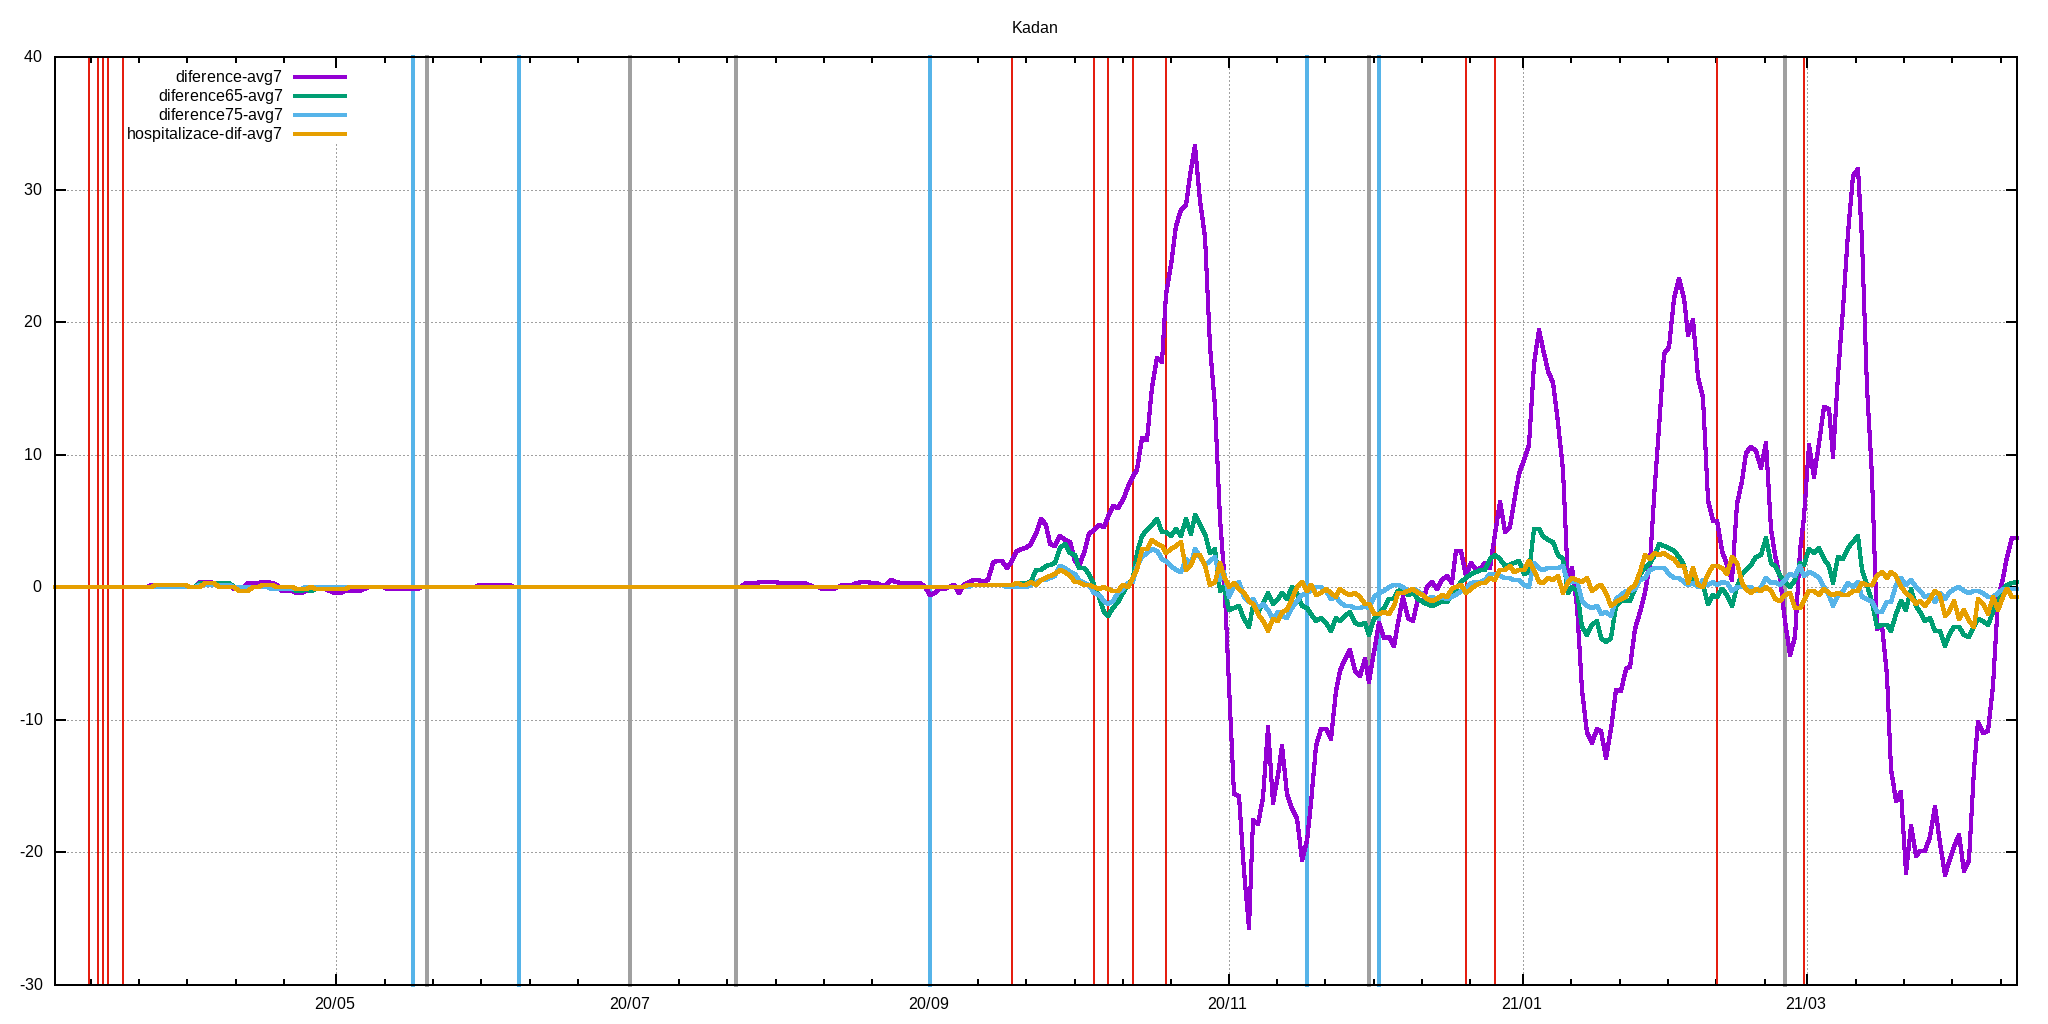 Kadan
40
diference-avg7
diference65-avg7
diference75-avg7
hospitalizace-dif-avg7
30
20
10
0
-10
-20
-30
20/05 20/07 20/09 20/11 21/01 21/03